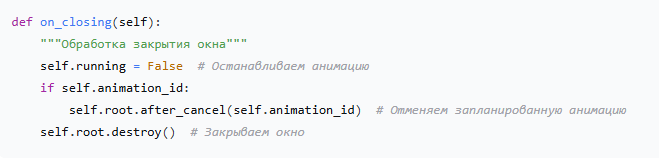 def on_closing(self):
    """Обработка закрытия окна"""
    self.running = False  # Останавливаем анимацию
    if self.animation_id:
        self.root.after_cancel(self.animation_id)  # Отменяем запланированную анимацию
    self.root.destroy()  # Закрываем окно